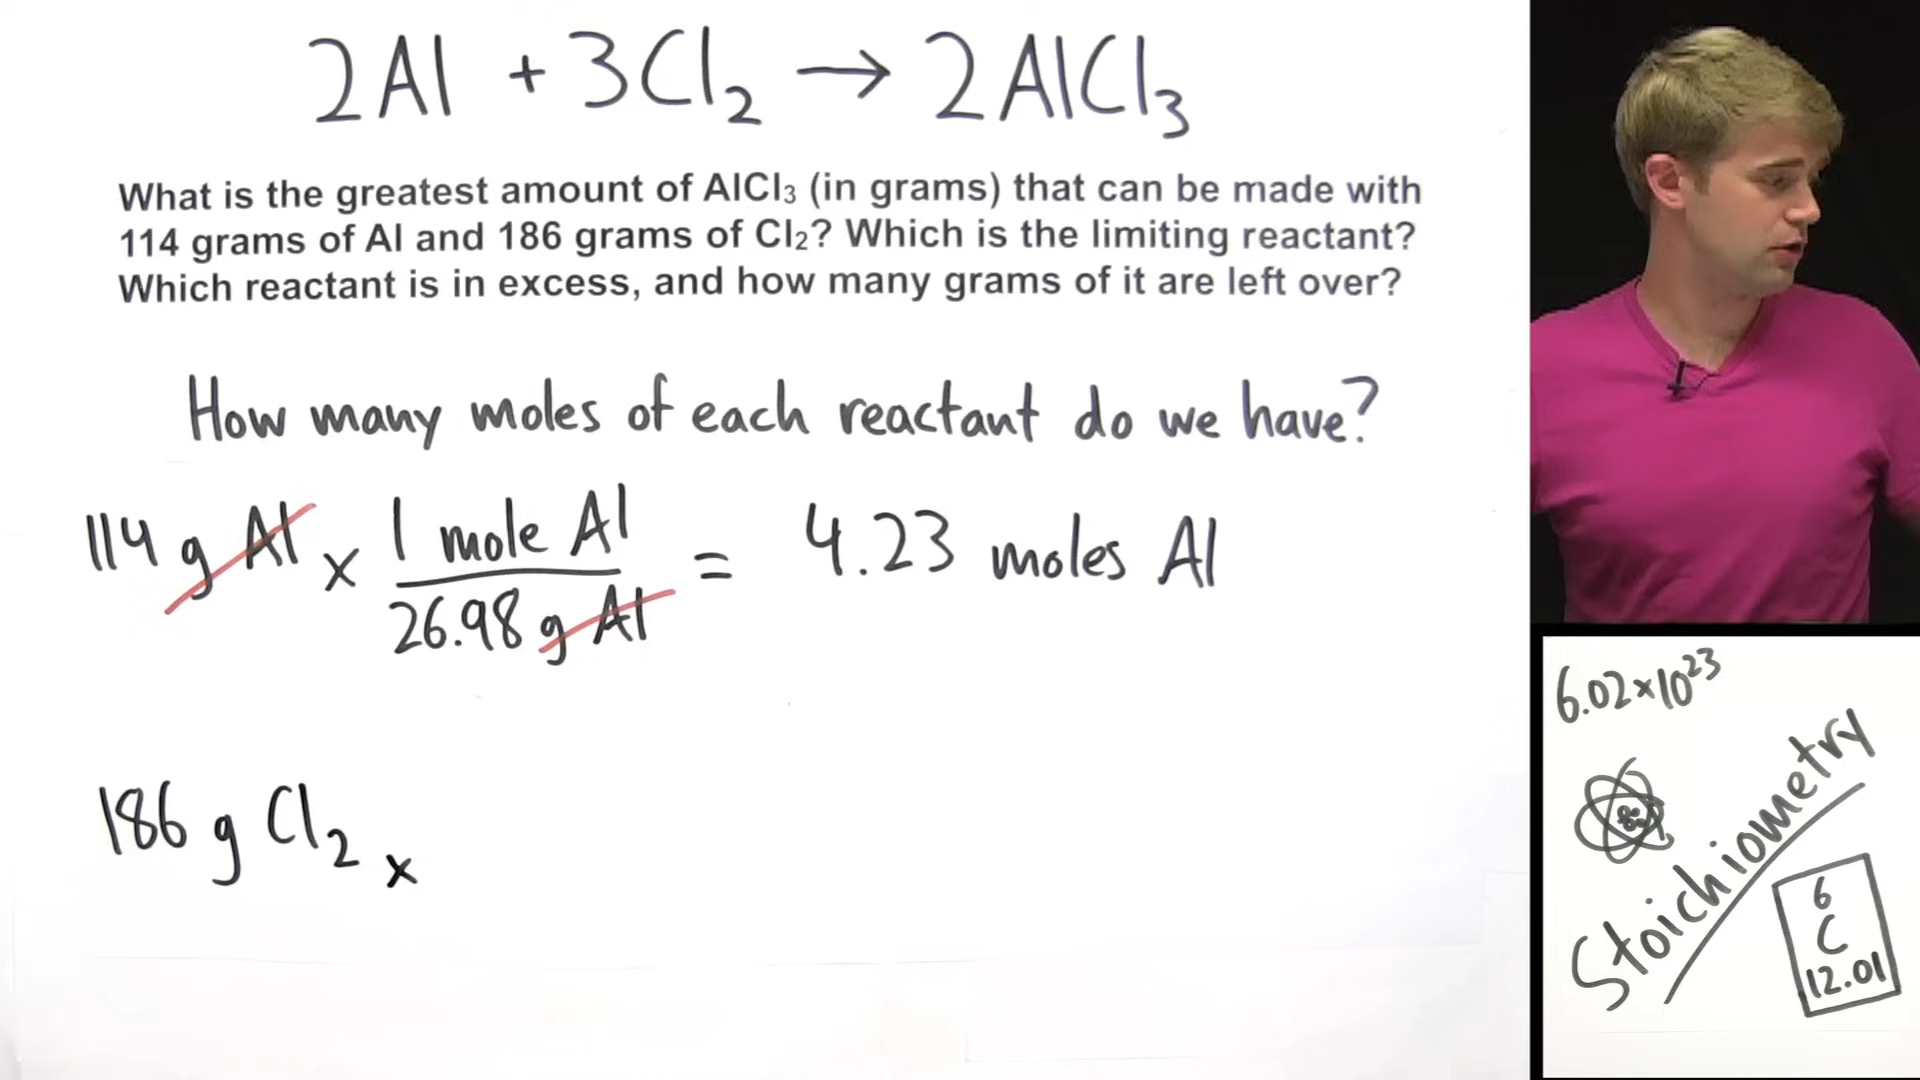 2Al + 3Cl₂ → 2AlCl₃
What is the greatest amount of AlCl₃ (in grams) that can be made with
114 grams of Al and 186 grams of Cl₂? Which is the limiting reactant?
Which reactant is in excess, and how many grams of it are left over?
How many moles of each reactant do we have?
114 g Al x 1 mole Al / 26.98 g Al = 4.23 moles Al
186 g Cl₂ x
6.02×10²³
Stoichiometry
6
C
12.01